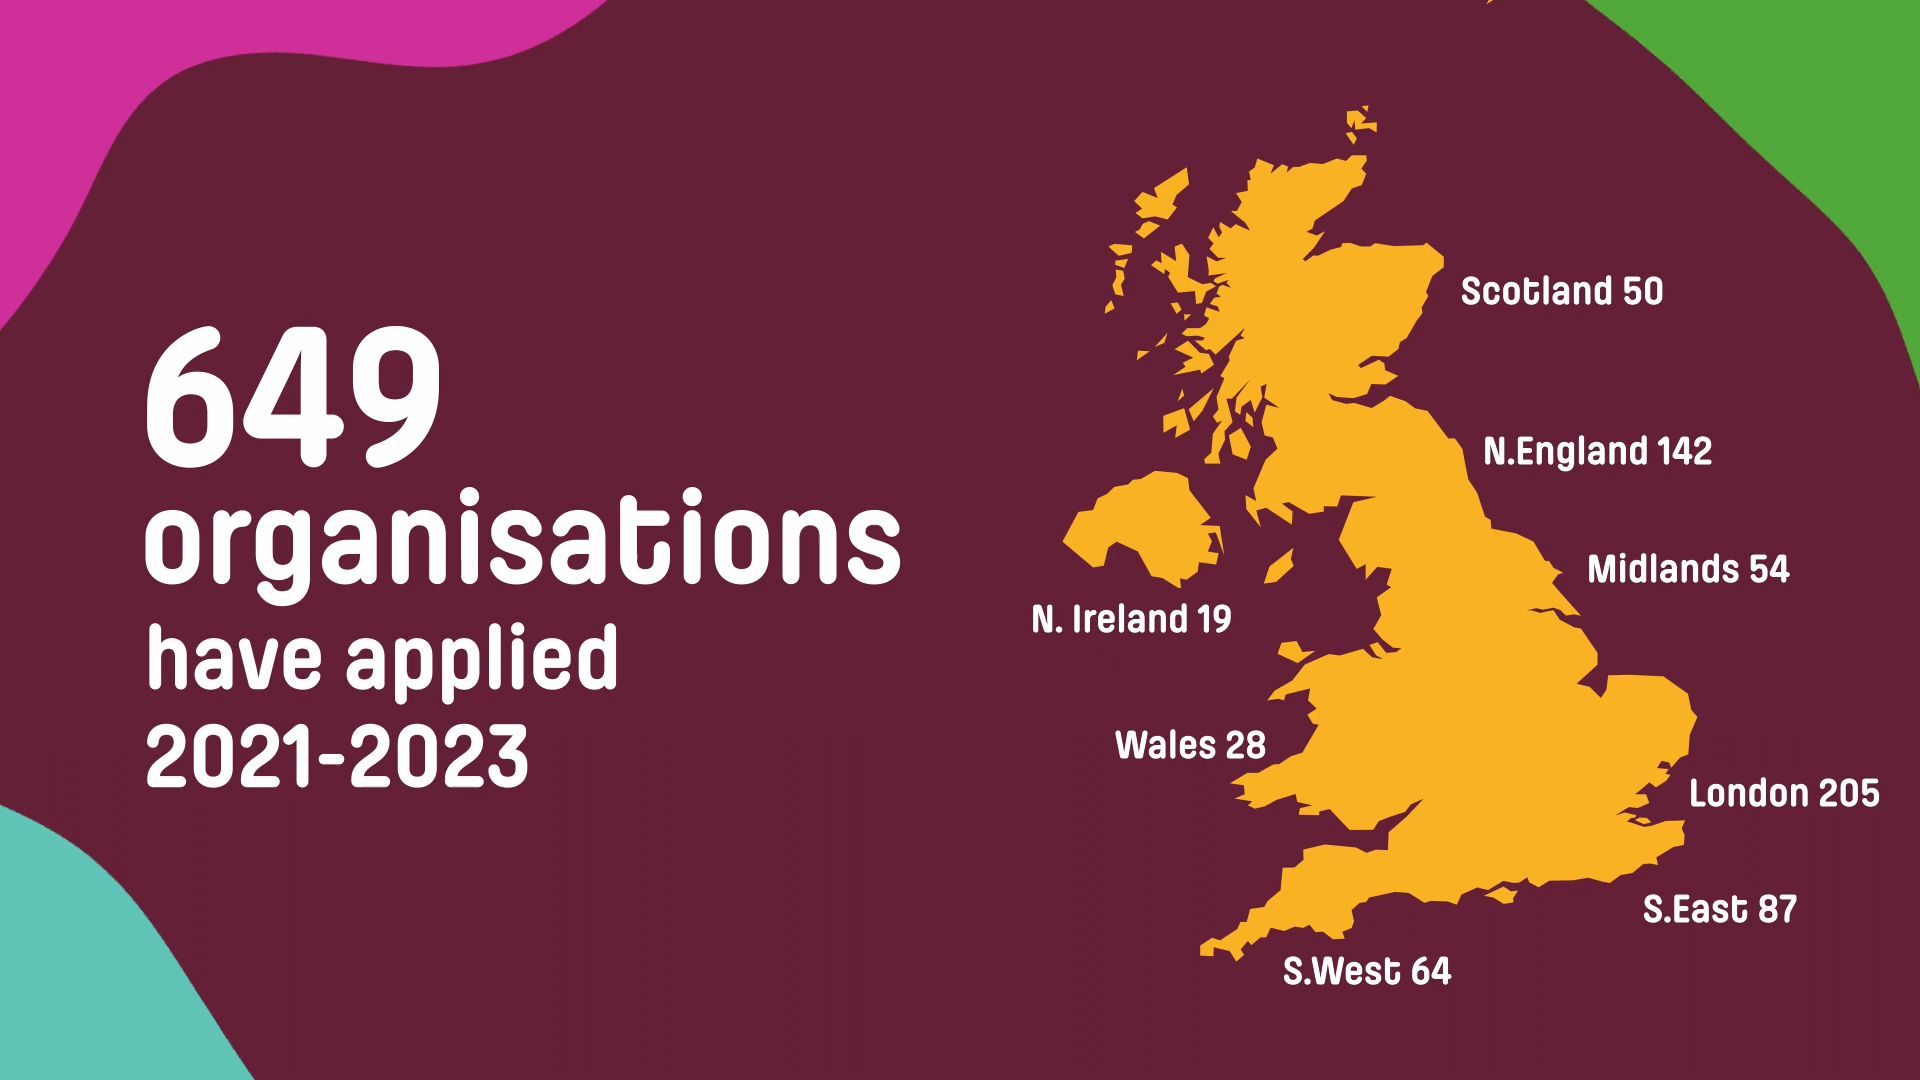 649
organisations
have applied
2021-2023
Scotland 50
N.England 142
Midlands 54
N. Ireland 19
Wales 28
London 205
S.East 87
S.West 64